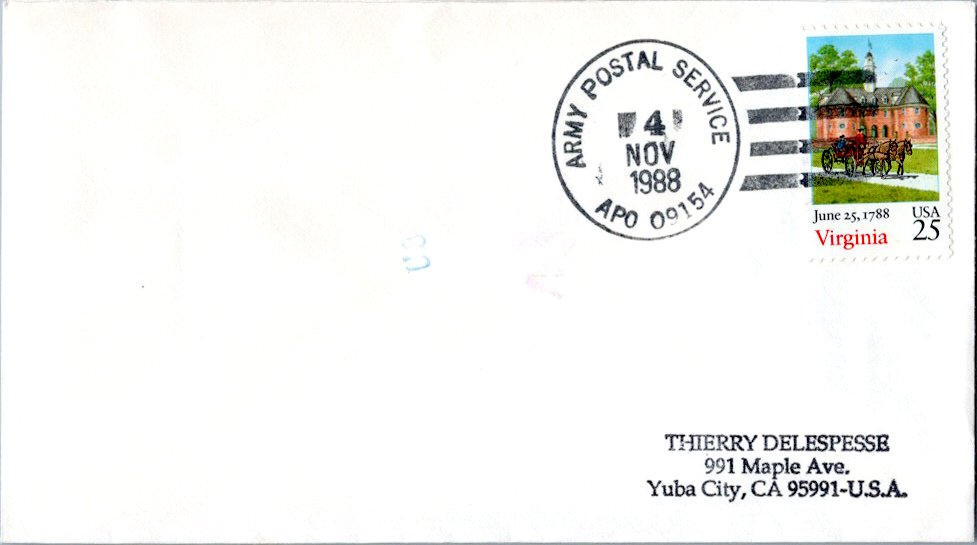 ARMY POSTAL SERVICE
4
NOV
1988
APO 09154
June 25, 1788 USA
Virginia 25
THIERRY DELESPESSE
991 Maple Ave.
Yuba City, CA 95991-U.S.A.